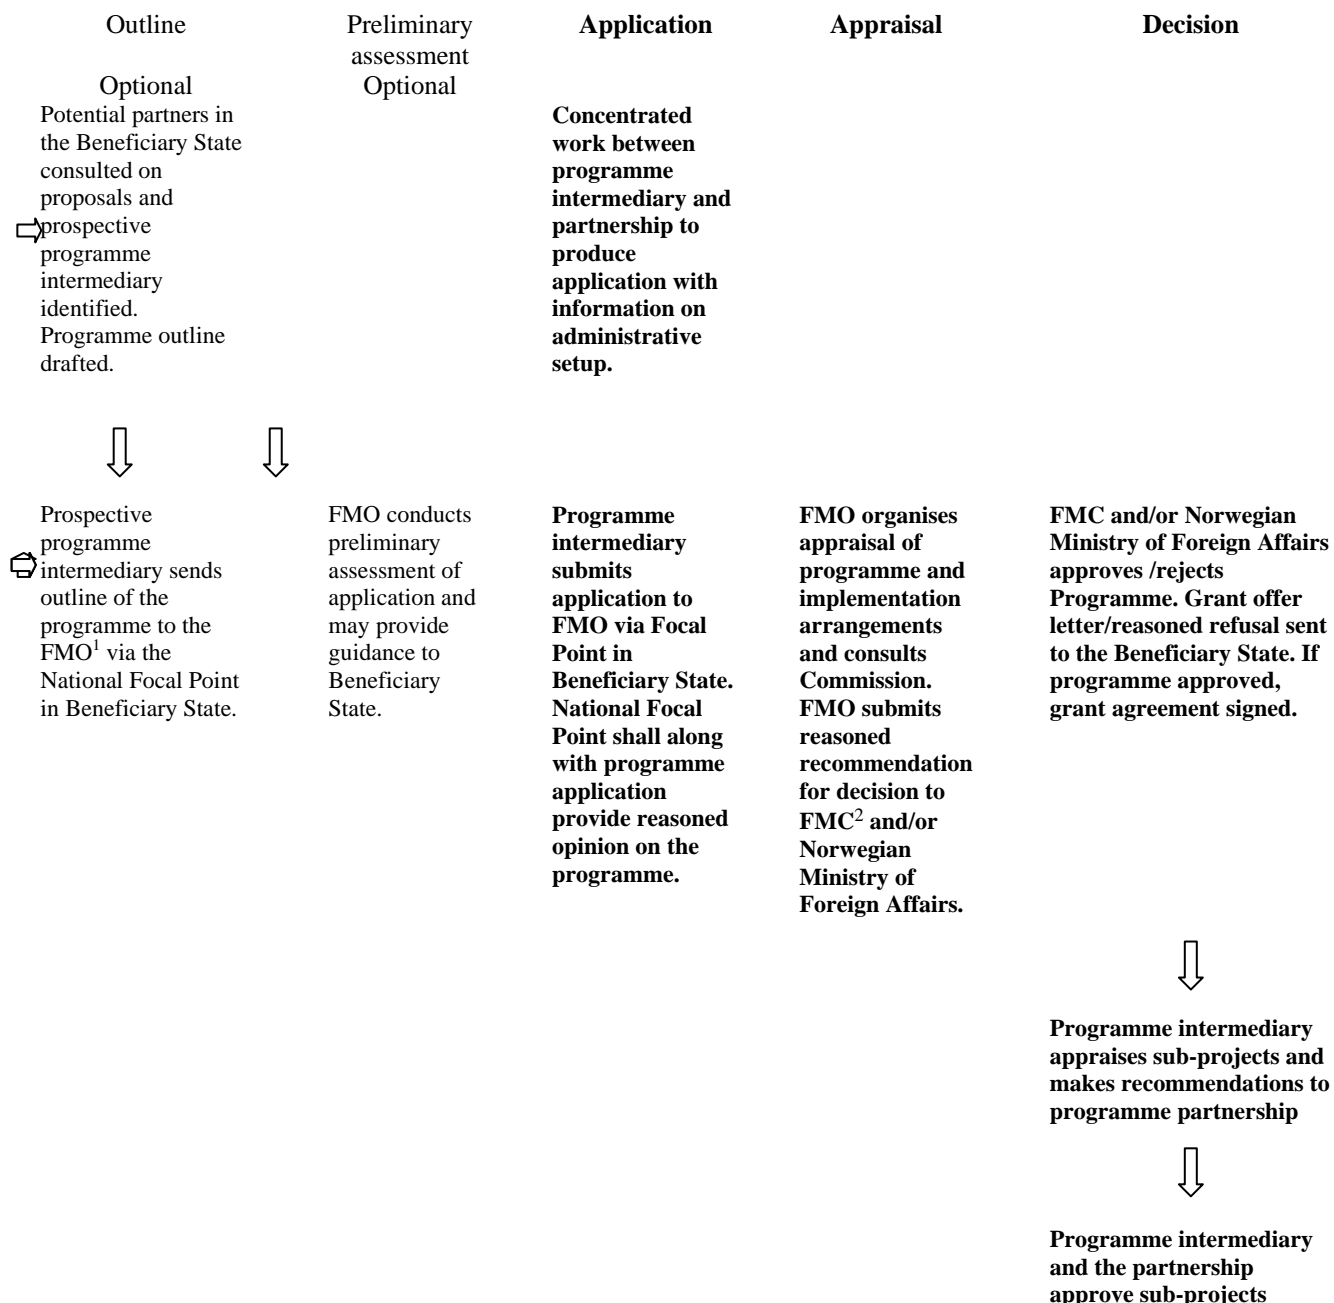 Outline
Optional
Potential partners in
the Beneficiary State
consulted on
proposals and
prospective
programme
intermediary
identified.
Programme outline
drafted.
Prospective
programme
intermediary sends
outline of the
programme to the
FMO1 via the
National Focal Point
in Beneficiary State.
Preliminary
assessment
Optional
FMO conducts
preliminary
assessment of
application and
may provide
guidance to
Beneficiary
State.
Application
Concentrated
work between
programme
intermediary and
partnership to
produce
application with
information on
administrative
setup.
Programme
intermediary
submits
application to
FMO via Focal
Point in
Beneficiary State.
National Focal
Point shall along
with programme
application
provide reasoned
opinion on the
programme.
Appraisal
FMO organises
appraisal of
programme and
implementation
arrangements
and consults
Commission.
FMO submits
reasoned
recommendation
for decision to
FMC2 and/or
Norwegian
Ministry of
Foreign Affairs.
Decision
FMC and/or Norwegian
Ministry of Foreign Affairs
approves /rejects
Programme. Grant offer
letter/reasoned refusal sent
to the Beneficiary State. If
programme approved,
grant agreement signed.
Programme intermediary
appraises sub-projects and
makes recommendations to
programme partnership
Programme intermediary
and the partnership
approve sub-projects